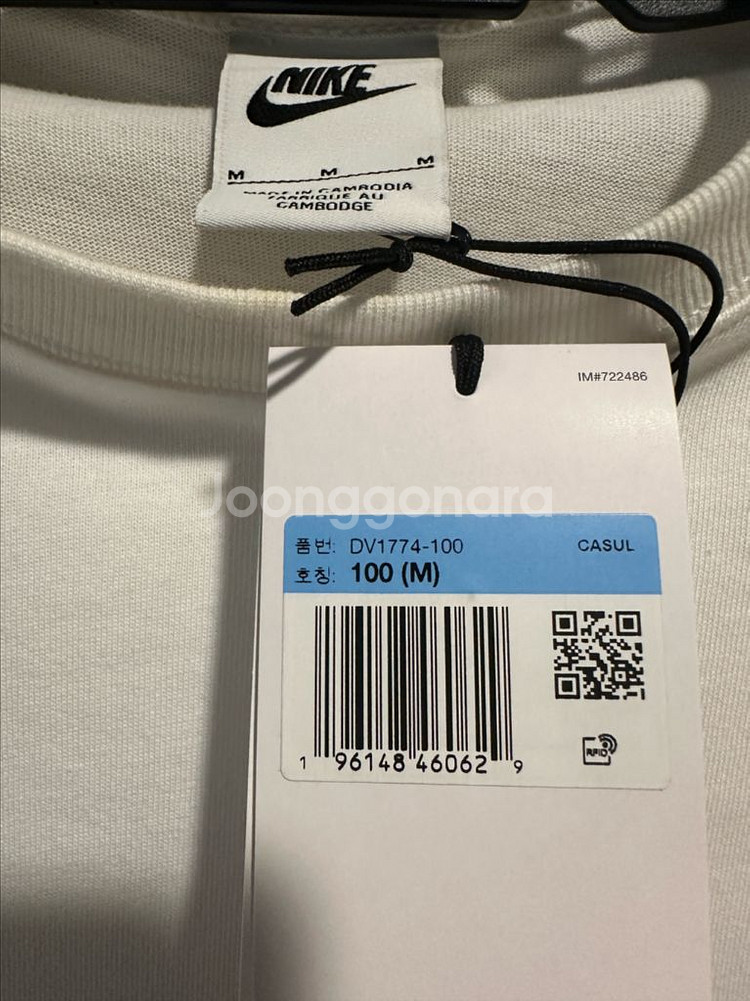 NIKE
M M M
MADE IN CAMBODIA
FABRIQUE AU
CAMBODGE
IM#722486
Joonggonara
품번: DV1774-100 CASUL
호칭: 100 (M)
RFID
1 96148 46062 9